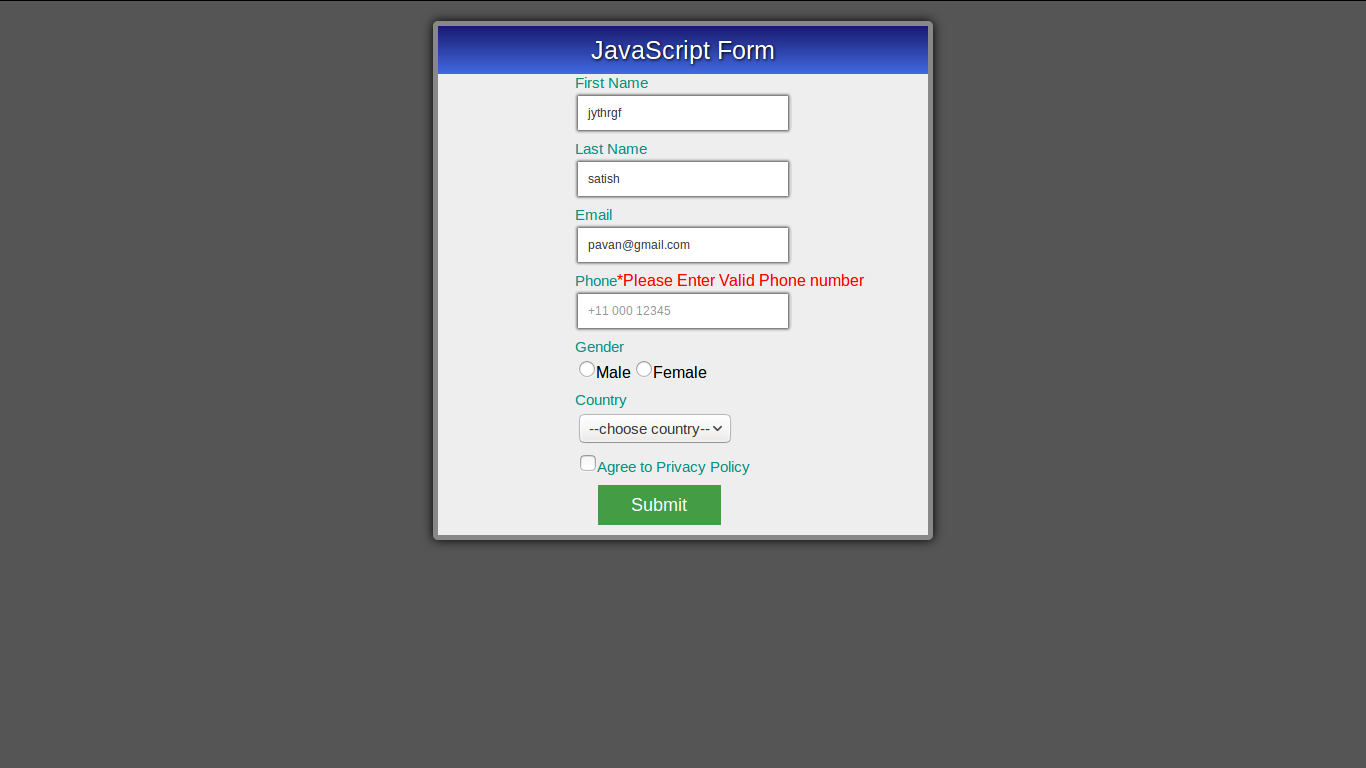 JavaScript Form
First Name
jythrgf
Last Name
satish
Email
pavan@gmail.com
Phone*Please Enter Valid Phone number
+11 000 12345
Gender
Male Female
Country
--choose country--
Agree to Privacy Policy
Submit